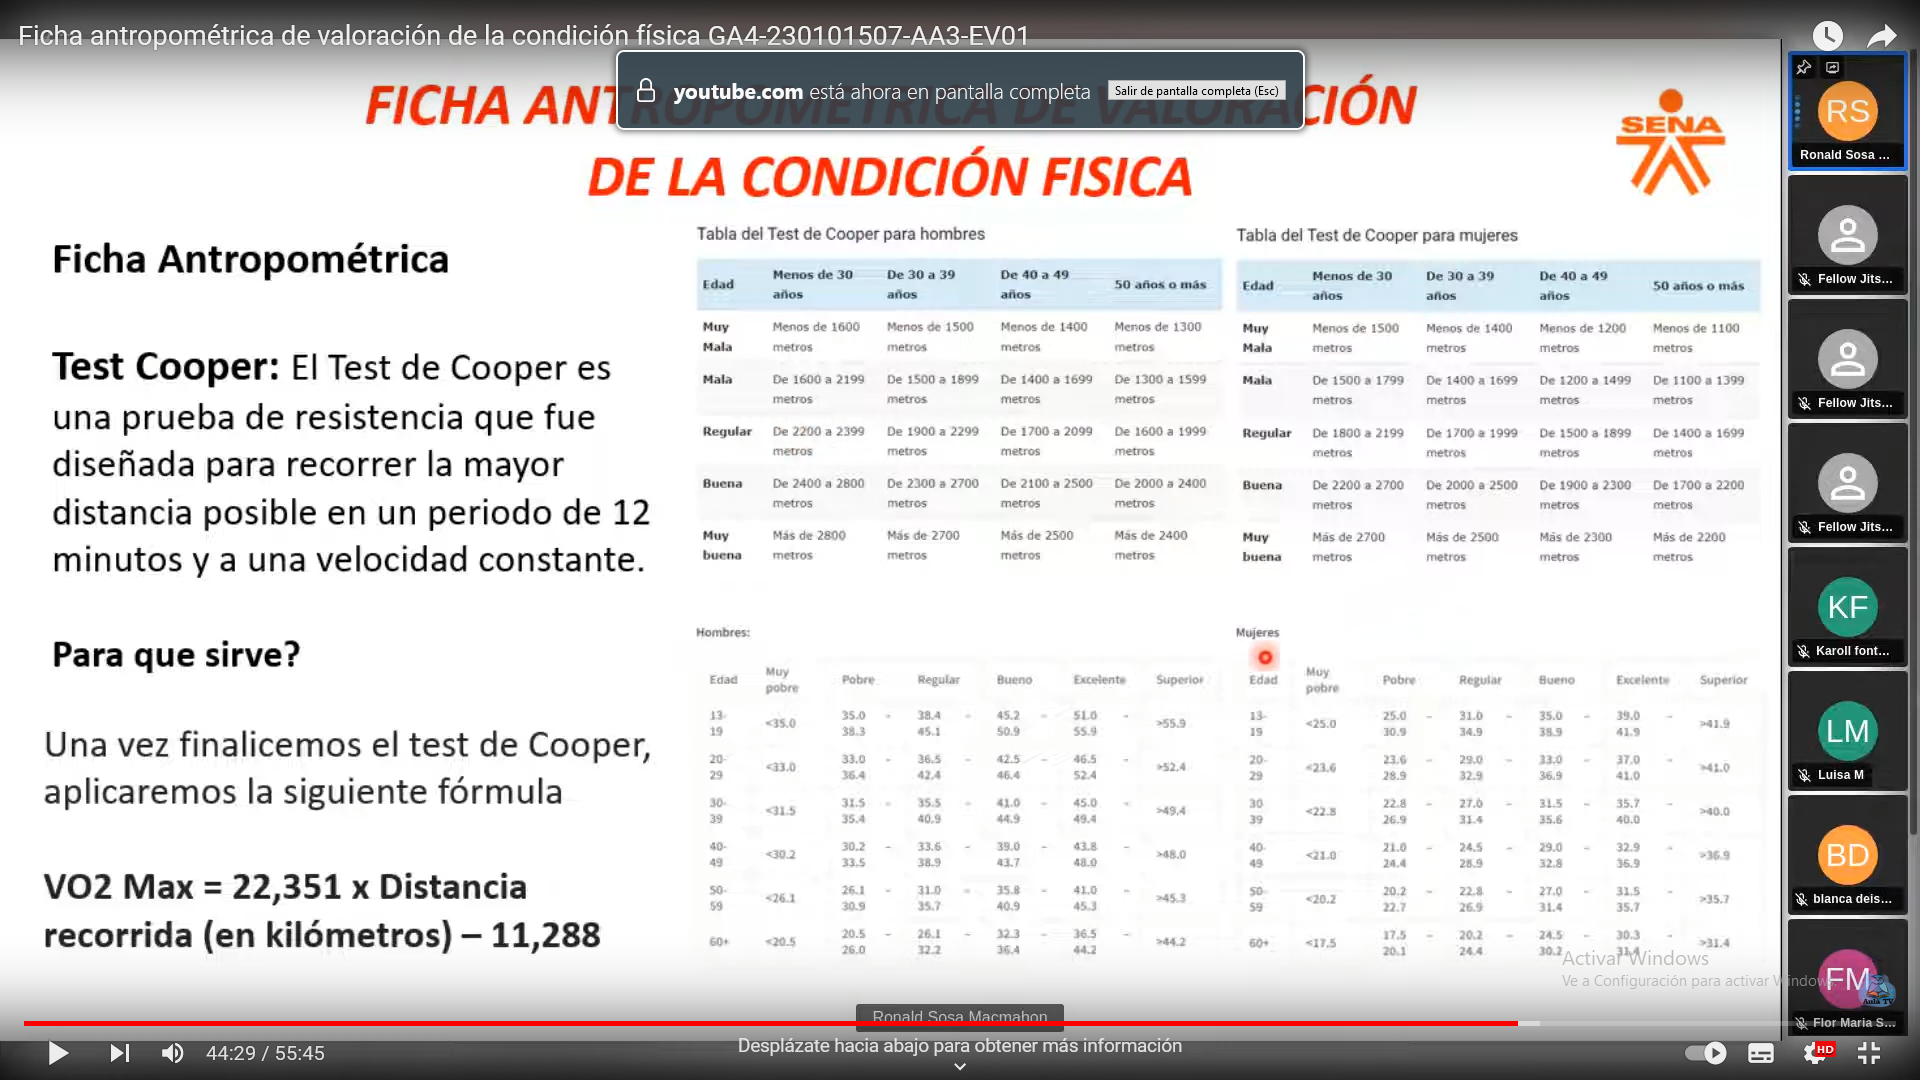 Ficha antropométrica de valoración de la condición física GA4-230101507-AA3-EV01
youtube.com está ahora en pantalla completa
Salir de pantalla completa (Esc)
FICHA ANTROPOMÉTRICA DE VALORACIÓN
DE LA CONDICIÓN FISICA
SENA
Ficha Antropométrica
Test Cooper: El Test de Cooper es
una prueba de resistencia que fue
diseñada para recorrer la mayor
distancia posible en un periodo de 12
minutos y a una velocidad constante.
Para que sirve?
Una vez finalicemos el test de Cooper,
aplicaremos la siguiente fórmula
VO2 Max = 22,351 x Distancia
recorrida (en kilómetros) – 11,288
Tabla del Test de Cooper para hombres
Edad Menos de 30 años De 30 a 39 años De 40 a 49 años 50 años o más
Muy Mala Menos de 1600 metros Menos de 1500 metros Menos de 1400 metros Menos de 1300 metros
Mala De 1600 a 2199 metros De 1500 a 1899 metros De 1400 a 1699 metros De 1300 a 1599 metros
Regular De 2200 a 2399 metros De 1900 a 2299 metros De 1700 a 2099 metros De 1600 a 1999 metros
Buena De 2400 a 2800 metros De 2300 a 2700 metros De 2100 a 2500 metros De 2000 a 2400 metros
Muy buena Más de 2800 metros Más de 2700 metros Más de 2500 metros Más de 2400 metros
Tabla del Test de Cooper para mujeres
Edad Menos de 30 años De 30 a 39 años De 40 a 49 años 50 años o más
Muy Mala Menos de 1500 metros Menos de 1400 metros Menos de 1200 metros Menos de 1100 metros
Mala De 1500 a 1799 metros De 1400 a 1699 metros De 1200 a 1499 metros De 1100 a 1399 metros
Regular De 1800 a 2199 metros De 1700 a 1999 metros De 1500 a 1899 metros De 1400 a 1699 metros
Buena De 2200 a 2700 metros De 2000 a 2500 metros De 1900 a 2300 metros De 1700 a 2200 metros
Muy buena Más de 2700 metros Más de 2500 metros Más de 2300 metros Más de 2200 metros
Hombres:
Edad Muy pobre Pobre Regular Bueno Excelente Superior
13-19 <35.0 35.0 - 38.3 38.4 - 45.1 45.2 - 50.9 51.0 - 55.9 >55.9
20-29 <33.0 33.0 - 36.4 36.5 - 42.4 42.5 - 46.4 46.5 - 52.4 >52.4
30-39 <31.5 31.5 - 35.4 35.5 - 40.9 41.0 - 44.9 45.0 - 49.4 >49.4
40-49 <30.2 30.2 - 33.5 33.6 - 38.9 39.0 - 43.7 43.8 - 48.0 >48.0
50-59 <26.1 26.1 - 30.9 31.0 - 35.7 35.8 - 40.9 41.0 - 45.3 >45.3
60+ <20.5 20.5 - 26.0 26.1 - 32.2 32.3 - 36.4 36.5 - 44.2 >44.2
Mujeres
Edad Muy pobre Pobre Regular Bueno Excelente Superior
13-19 <25.0 25.0 - 30.9 31.0 - 34.9 35.0 - 38.9 39.0 - 41.9 >41.9
20-29 <23.6 23.6 - 28.9 29.0 - 32.9 33.0 - 36.9 37.0 - 41.0 >41.0
30 39 <22.8 22.8 - 26.9 27.0 - 31.4 31.5 - 35.6 35.7 - 40.0 >40.0
40-49 <21.0 21.0 - 24.4 24.5 - 28.9 29.0 - 32.8 32.9 - 36.9 >36.9
50-59 <20.2 20.2 - 22.7 22.8 - 26.9 27.0 - 31.4 31.5 - 35.7 >35.7
60+ <17.5 17.5 - 20.1 20.2 - 24.4 24.5 - 30.2 30.3 - 31.4 >31.4
RS
Ronald Sosa ...
Fellow Jits...
Fellow Jits...
Fellow Jits...
KF
Karoll font...
LM
Luisa M
BD
blanca deis...
FM
Aula TV
Flor Maria S...
Activar Windows
Ve a Configuración para activar Windows.
Ronald Sosa Macmahon
44:29 / 55:45
Desplázate hacia abajo para obtener más información
HD